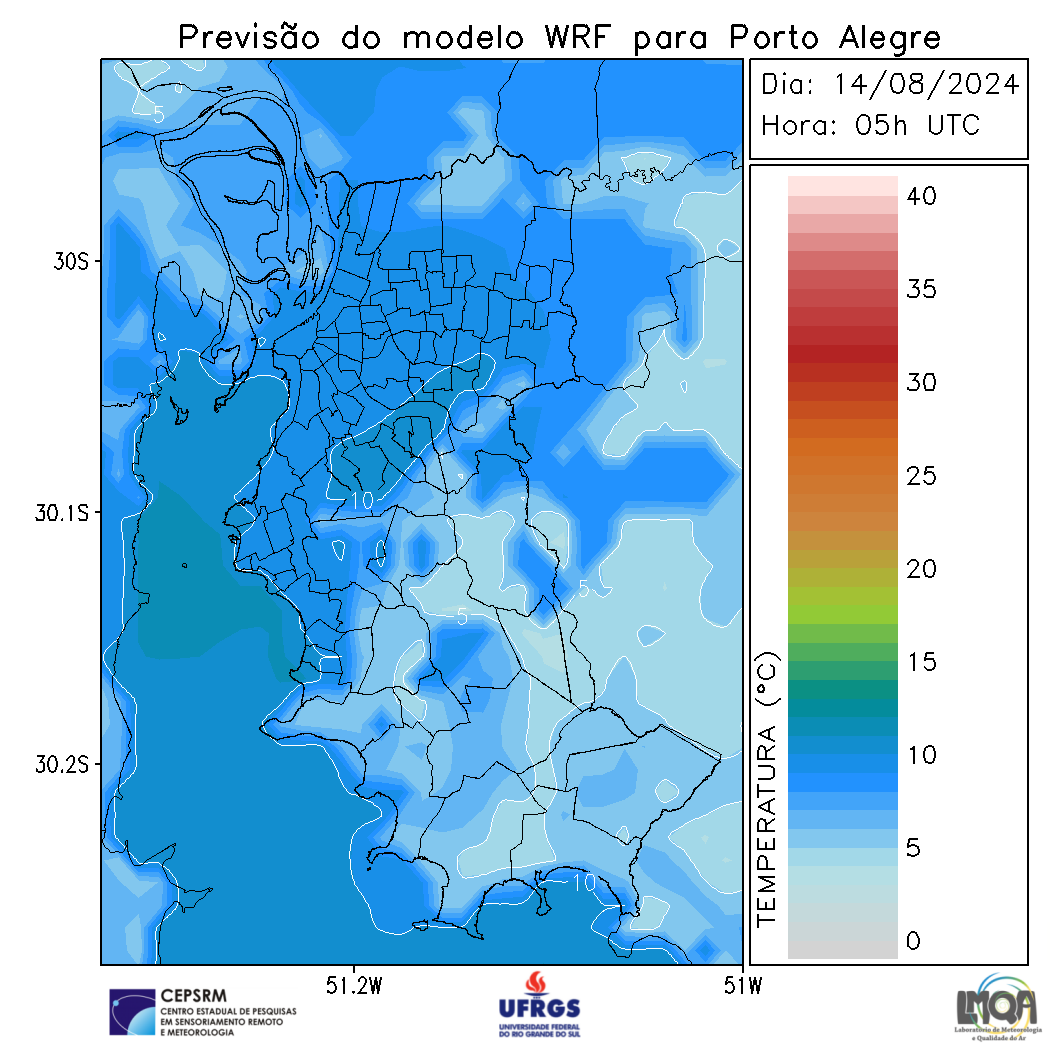 Previsão do modelo WRF para Porto Alegre
Dia: 14/08/2024
Hora: 05h UTC
5
0
30S
30.1S
30.2S
10
5
5
10
40
35
30
25
20
15
10
5
0
TEMPERATURA (°C)
51.2W
51W
CEPSRM
CENTRO ESTADUAL DE PESQUISAS
EM SENSORIAMENTO REMOTO
E METEOROLOGIA
UFRGS
UNIVERSIDADE FEDERAL
DO RIO GRANDE DO SUL
LMQA
Laboratório de Meteorologia
e Qualidade do Ar